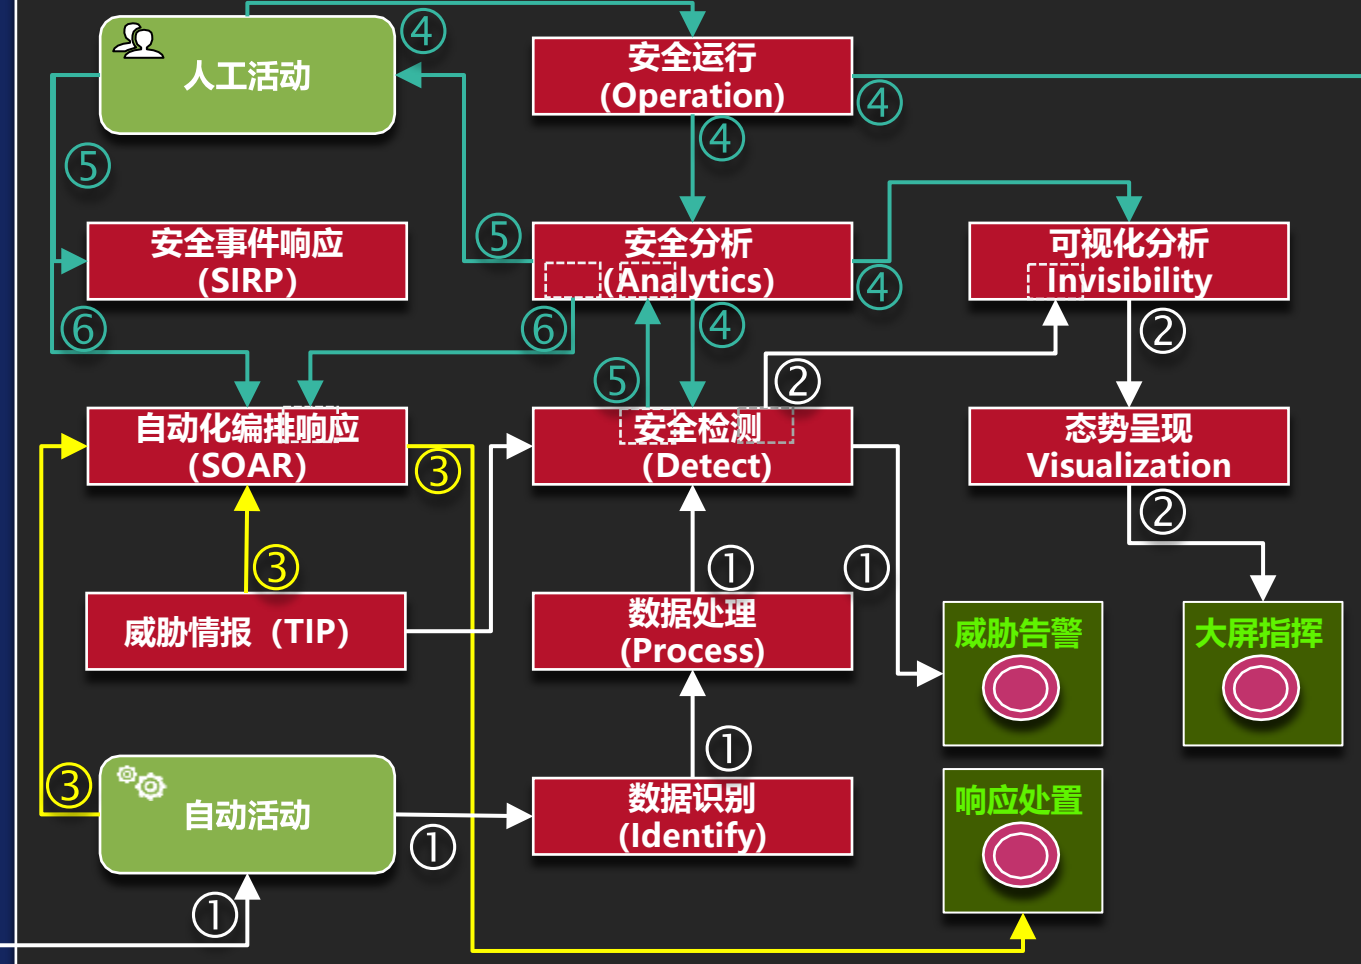 ④
人工活动
安全运行
(Operation)
④
④
⑤
安全事件响应
(SIRP)
⑤
安全分析
(Analytics)
④
可视化分析
Invisibility
⑥
⑥
④
②
⑤
②
自动化编排响应
(SOAR)
③
安全检测
(Detect)
态势呈现
Visualization
②
③
①
①
威胁情报（TIP）
数据处理
(Process)
威胁告警
大屏指挥
①
③
自动活动
①
数据识别
(Identify)
响应处置
①